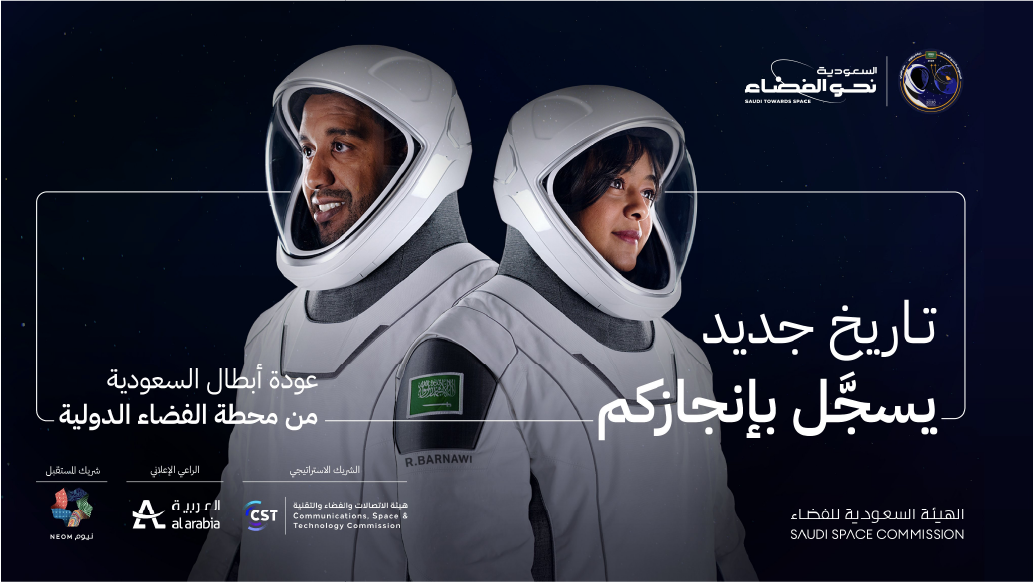 السعودية
نحو الفضاء
SAUDI TOWARDS SPACE
تاريخ جديد
يسجَّل بإنجازكم
عودة أبطال السعودية
من محطة الفضاء الدولية
R.BARNAWI
الشريك الاستراتيجي
الراعي الإعلاني
شريك المستقبل
CST
هيئة الاتصالات والفضاء والتقنية
Communications, Space &
Technology Commission
العربية
al arabia
NEOM نيوم
الهيئة السعودية للفضاء
SAUDI SPACE COMMISSION